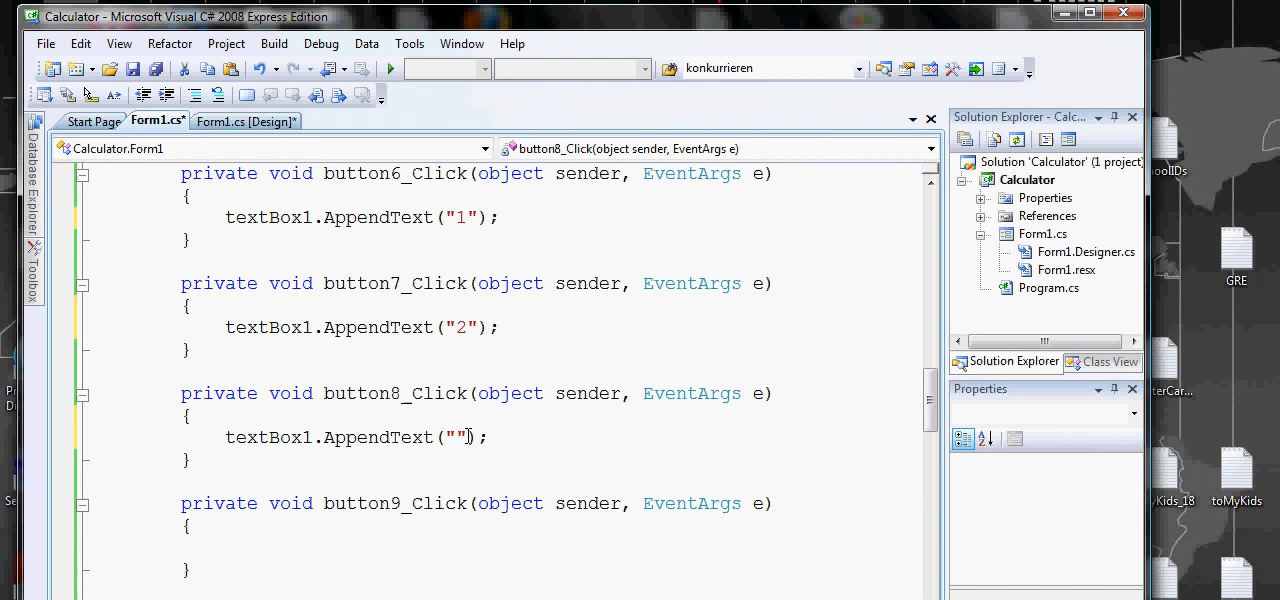 Calculator - Microsoft Visual C# 2008 Express Edition
File Edit View Refactor Project Build Debug Data Tools Window Help
konkurrieren
Start Page Form1.cs* Form1.cs [Design]*
Calculator.Form1 button8_Click(object sender, EventArgs e)
Database Explorer
Toolbox
private void button6_Click(object sender, EventArgs e)
{
textBox1.AppendText("1");
}
private void button7_Click(object sender, EventArgs e)
{
textBox1.AppendText("2");
}
private void button8_Click(object sender, EventArgs e)
{
textBox1.AppendText("");
}
private void button9_Click(object sender, EventArgs e)
{
}
Solution Explorer - Calc...
Solution 'Calculator' (1 project)
Calculator
Properties
References
Form1.cs
Form1.Designer.cs
Form1.resx
Program.cs
Solution Explorer Class View
Properties
GRE
toMyKids